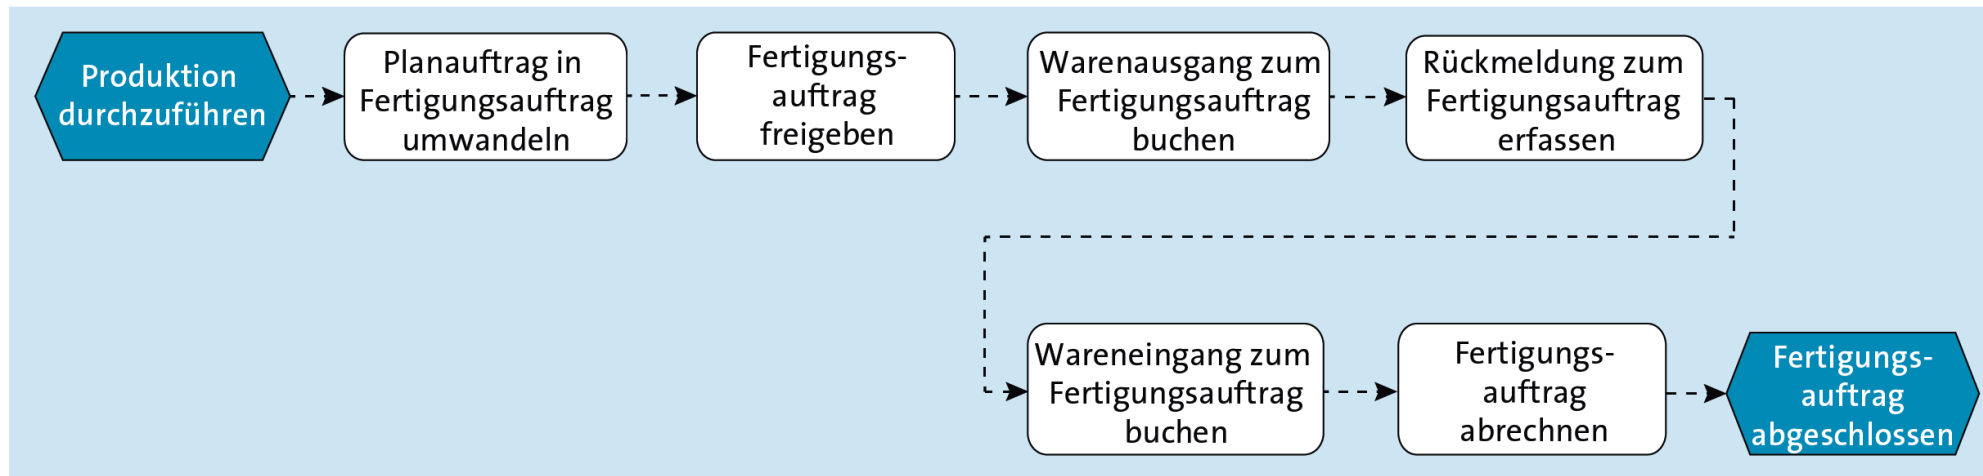 Produktion
durchzuführen
Planauftrag in
Fertigungsauftrag
umwandeln
Fertigungs-
auftrag
freigeben
Warenausgang zum
Fertigungsauftrag
buchen
Rückmeldung zum
Fertigungsauftrag
erfassen
Wareneingang zum
Fertigungsauftrag
buchen
Fertigungs-
auftrag
abrechnen
Fertigungs-
auftrag
abgeschlossen